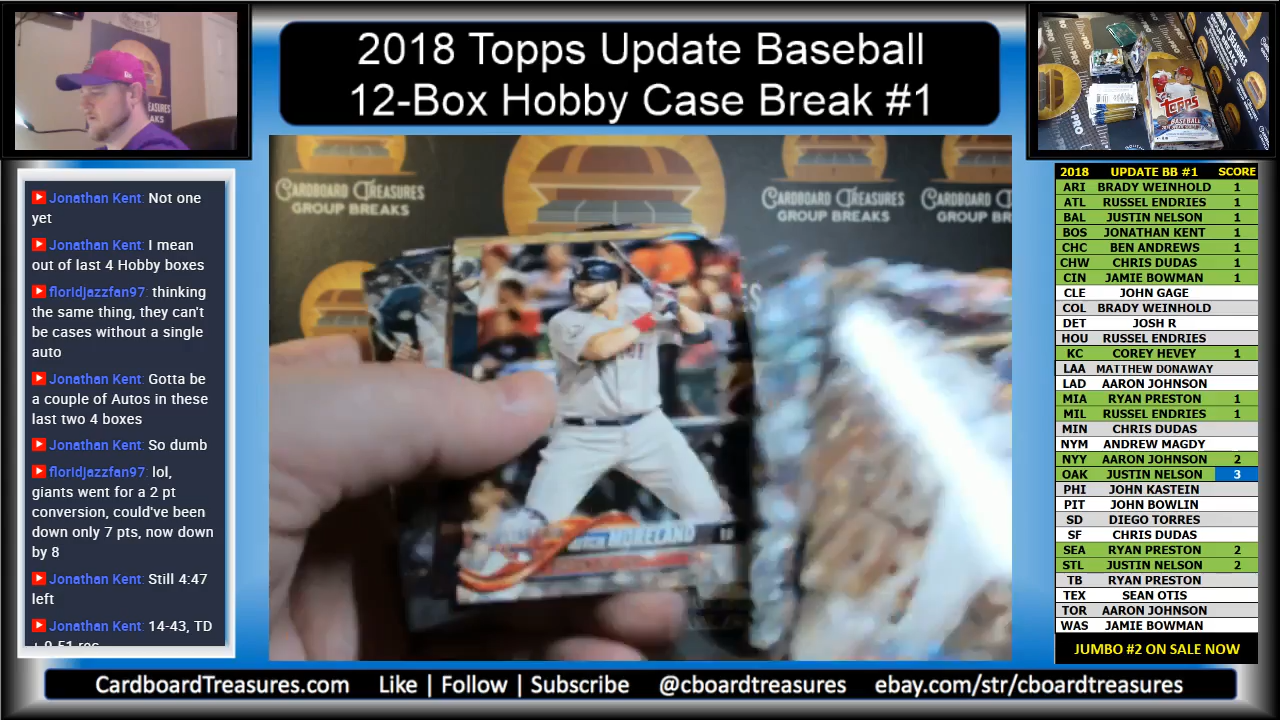 2018 Topps Update Baseball
12-Box Hobby Case Break #1
Jonathan Kent: Not one
yet
Jonathan Kent: I mean
out of last 4 Hobby boxes
floridjazzfan97: thinking
the same thing, they can't
be cases without a single
auto
Jonathan Kent: Gotta be
a couple of Autos in these
last two 4 boxes
Jonathan Kent: So dumb
floridjazzfan97: lol,
giants went for a 2 pt
conversion, could've been
down only 7 pts, now down
by 8
Jonathan Kent: Still 4:47
left
Jonathan Kent: 14-43, TD
CARDBOARD TREASURES
GROUP BREAKS
CARDBOARD TREASURES
GROUP BREAKS
CARDBOARD
GROUP BREAKS
MORELAND
TOPPS
BASEBALL
2018 UPDATE BB #1 SCORE
ARI BRADY WEINHOLD 1
ATL RUSSEL ENDRIES 1
BAL JUSTIN NELSON 1
BOS JONATHAN KENT 1
CHC BEN ANDREWS 1
CHW CHRIS DUDAS 1
CIN JAMIE BOWMAN 1
CLE JOHN GAGE
COL BRADY WEINHOLD
DET JOSH R
HOU RUSSEL ENDRIES
KC COREY HEVEY 1
LAA MATTHEW DONAWAY
LAD AARON JOHNSON
MIA RYAN PRESTON 1
MIL RUSSEL ENDRIES 1
MIN CHRIS DUDAS
NYM ANDREW MAGDY
NYY AARON JOHNSON 2
OAK JUSTIN NELSON 3
PHI JOHN KASTEIN
PIT JOHN BOWLIN
SD DIEGO TORRES
SF CHRIS DUDAS
SEA RYAN PRESTON 2
STL JUSTIN NELSON 2
TB RYAN PRESTON
TEX SEAN OTIS
TOR AARON JOHNSON
WAS JAMIE BOWMAN
JUMBO #2 ON SALE NOW
CardboardTreasures.com Like | Follow | Subscribe @cboardtreasures ebay.com/str/cboardtreasures